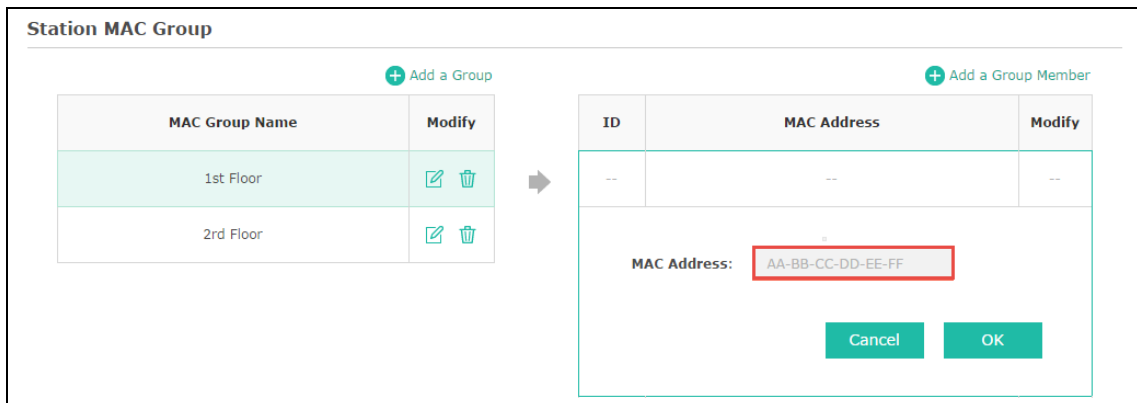 Station MAC Group
Add a Group
Add a Group Member
MAC Group Name Modify
ID MAC Address Modify
1st Floor
-- -- --
2rd Floor
MAC Address: AA-BB-CC-DD-EE-FF
Cancel OK